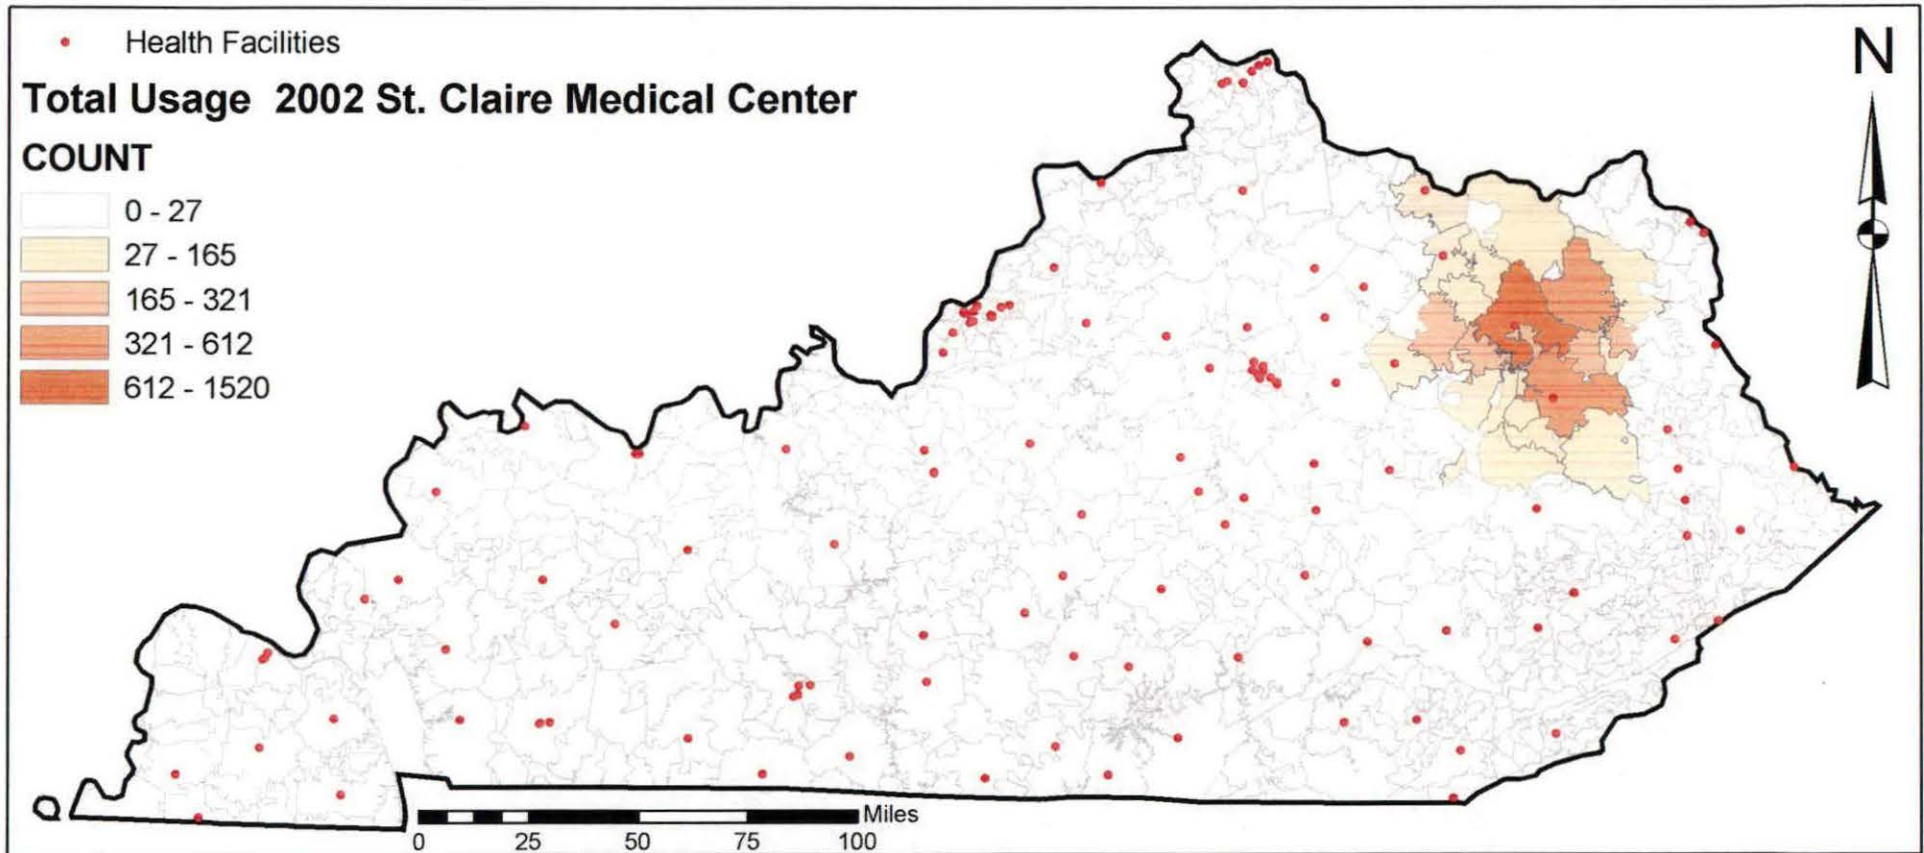 Health Facilities
Total Usage 2002 St. Claire Medical Center
COUNT
0 - 27
27 - 165
165 - 321
321 - 612
612 - 1520
N
Miles
0 25 50 75 100